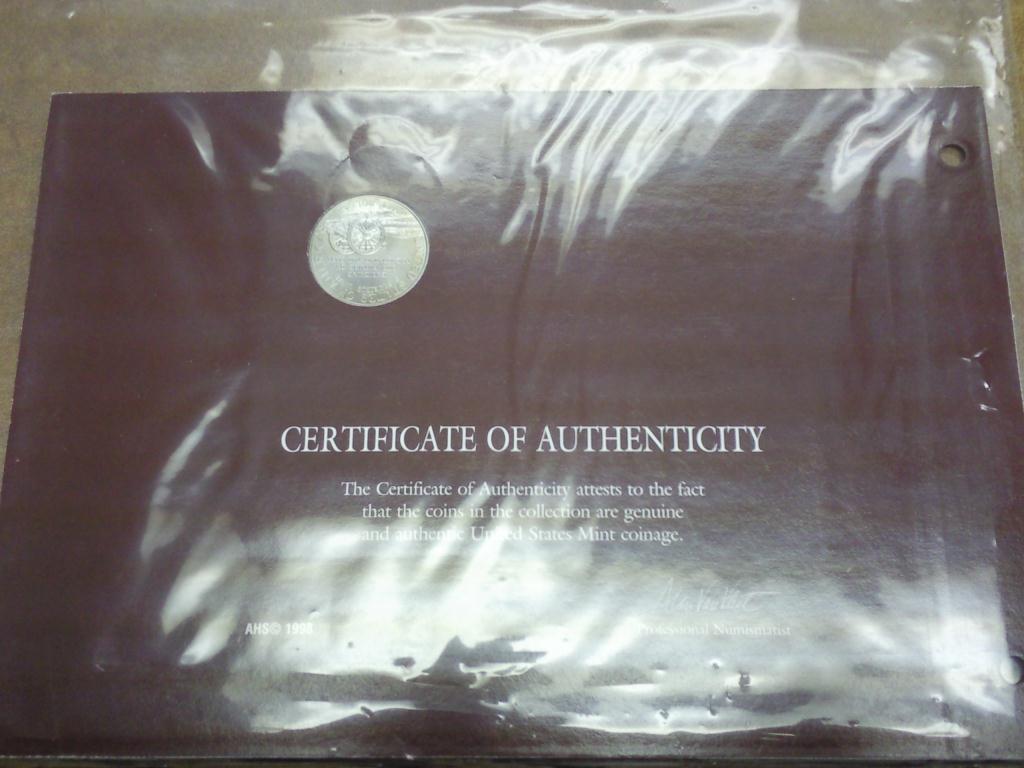 CERTIFICATE OF AUTHENTICITY
The Certificate of Authenticity attests to the fact
that the coins in the collection are genuine
and authentic United States Mint coinage.
AHS© 1998
Professional Numismatist